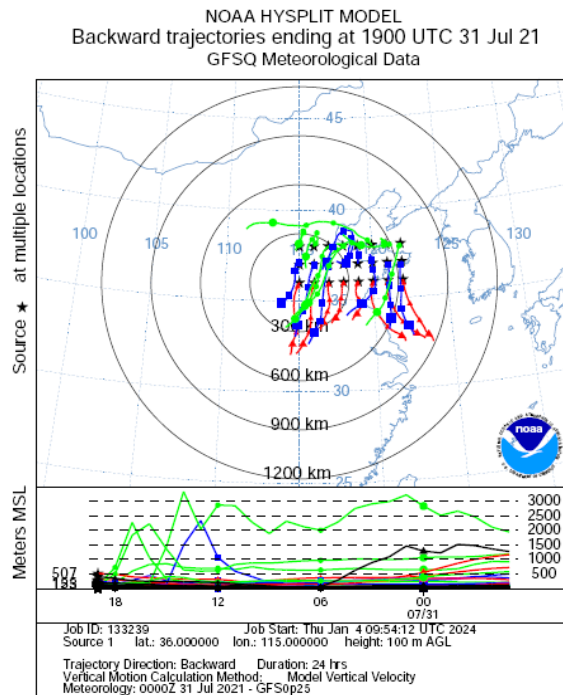 NOAA HYSPLIT MODEL
Backward trajectories ending at 1900 UTC 31 Jul 21
GFSQ Meteorological Data
Source ★ at multiple locations
45
40
35
30
25
100
105
110
120
125
130
300 km
600 km
900 km
1200 km
noaa
Meters MSL
507
133
3000
2500
2000
1500
1000
500
18
12
06
00
07/31
Job ID: 133239 Job Start: Thu Jan 4 09:54:12 UTC 2024
Source 1 lat.: 36.000000 lon.: 115.000000 height: 100 m AGL
Trajectory Direction: Backward Duration: 24 hrs
Vertical Motion Calculation Method: Model Vertical Velocity
Meteorology: 0000Z 31 Jul 2021 - GFS0p25